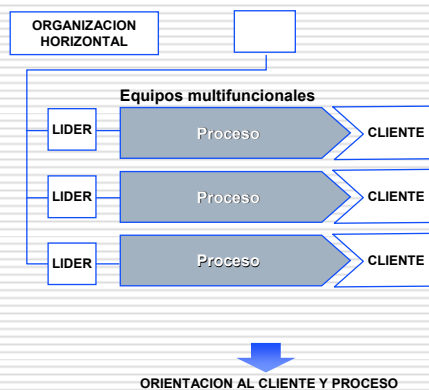 ORGANIZACION
HORIZONTAL
Equipos multifuncionales
LIDER
Proceso
CLIENTE
LIDER
Proceso
CLIENTE
LIDER
Proceso
CLIENTE
ORIENTACION AL CLIENTE Y PROCESO